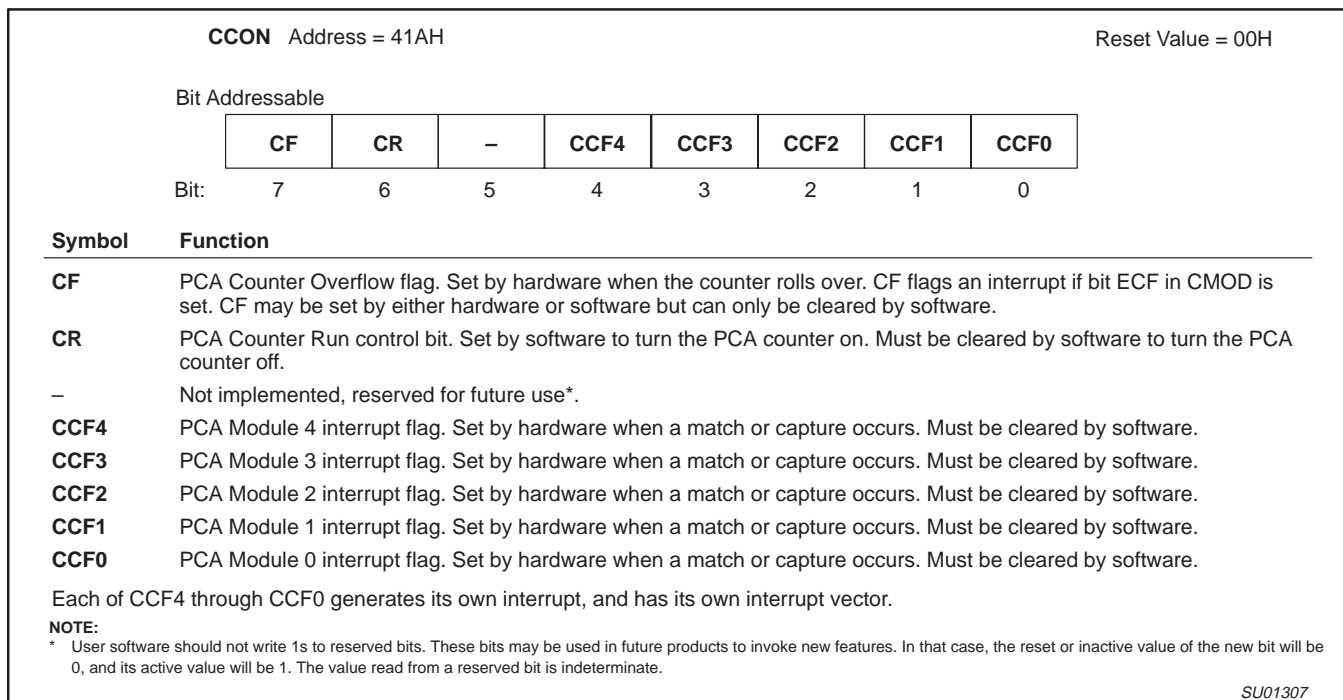 CCON Address = 41AH Reset Value = 00H
Bit Addressable
CF CR – CCF4 CCF3 CCF2 CCF1 CCF0
Bit: 7 6 5 4 3 2 1 0
Symbol Function
CF PCA Counter Overflow flag. Set by hardware when the counter rolls over. CF flags an interrupt if bit ECF in CMOD is
set. CF may be set by either hardware or software but can only be cleared by software.
CR PCA Counter Run control bit. Set by software to turn the PCA counter on. Must be cleared by software to turn the PCA
counter off.
– Not implemented, reserved for future use*.
CCF4 PCA Module 4 interrupt flag. Set by hardware when a match or capture occurs. Must be cleared by software.
CCF3 PCA Module 3 interrupt flag. Set by hardware when a match or capture occurs. Must be cleared by software.
CCF2 PCA Module 2 interrupt flag. Set by hardware when a match or capture occurs. Must be cleared by software.
CCF1 PCA Module 1 interrupt flag. Set by hardware when a match or capture occurs. Must be cleared by software.
CCF0 PCA Module 0 interrupt flag. Set by hardware when a match or capture occurs. Must be cleared by software.
Each of CCF4 through CCF0 generates its own interrupt, and has its own interrupt vector.
NOTE:
* User software should not write 1s to reserved bits. These bits may be used in future products to invoke new features. In that case, the reset or inactive value of the new bit will be
0, and its active value will be 1. The value read from a reserved bit is indeterminate.
SU01307